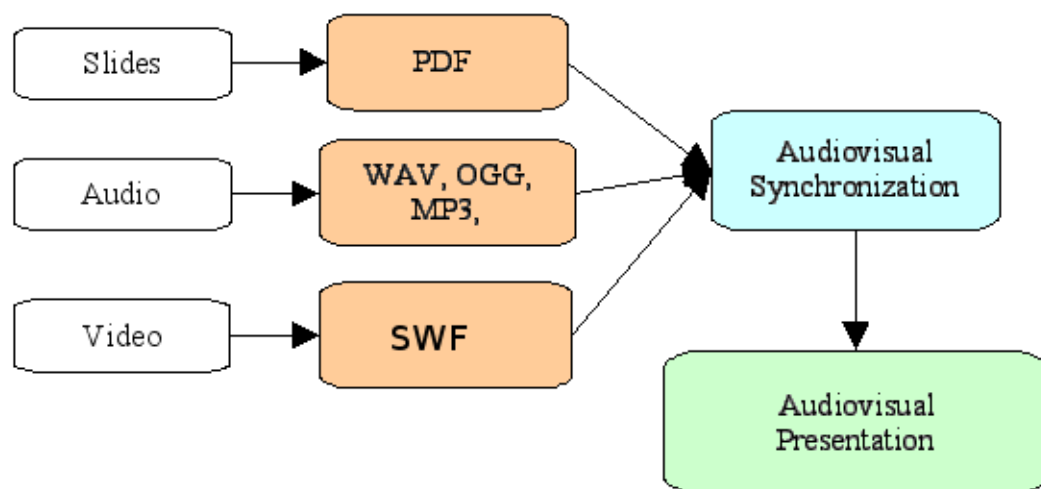 Slides
PDF
Audio
WAV, OGG,
MP3,
Video
SWF
Audiovisual
Synchronization
Audiovisual
Presentation